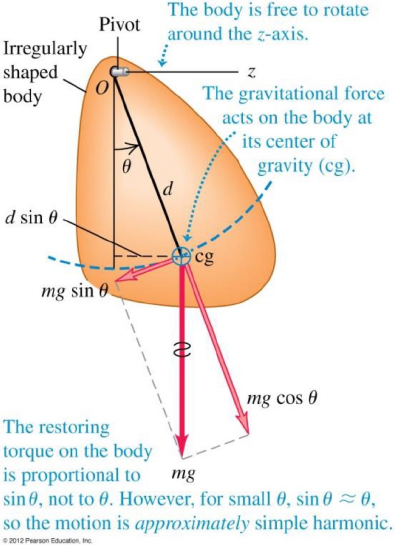 The body is free to rotate
around the z-axis.
Pivot
Irregularly
shaped
body
O
z
The gravitational force
acts on the body at
its center of
gravity (cg).
θ
d
d sin θ
cg
mg sin θ
mg cos θ
mg
The restoring
torque on the body
is proportional to
sin θ, not to θ. However, for small θ, sin θ ≃ θ,
so the motion is approximately simple harmonic.
© 2012 Pearson Education, Inc.